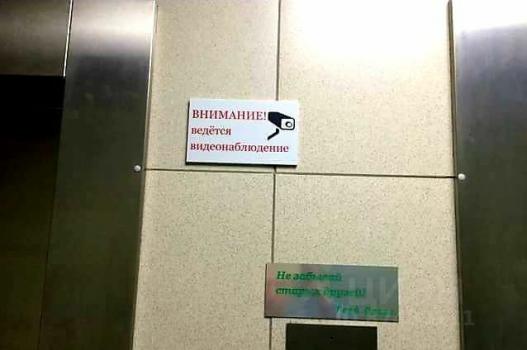 ВНИМАНИЕ!
ведётся
видеонаблюдение
Не забывай
старых друзей!